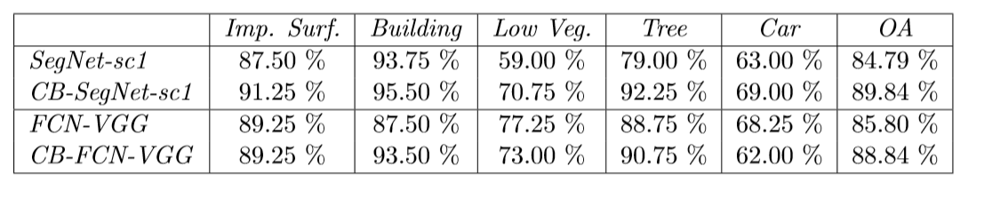 Imp. Surf. Building Low Veg. Tree Car OA
SegNet-sc1 87.50 % 93.75 % 59.00 % 79.00 % 63.00 % 84.79 %
CB-SegNet-sc1 91.25 % 95.50 % 70.75 % 92.25 % 69.00 % 89.84 %
FCN-VGG 89.25 % 87.50 % 77.25 % 88.75 % 68.25 % 85.80 %
CB-FCN-VGG 89.25 % 93.50 % 73.00 % 90.75 % 62.00 % 88.84 %